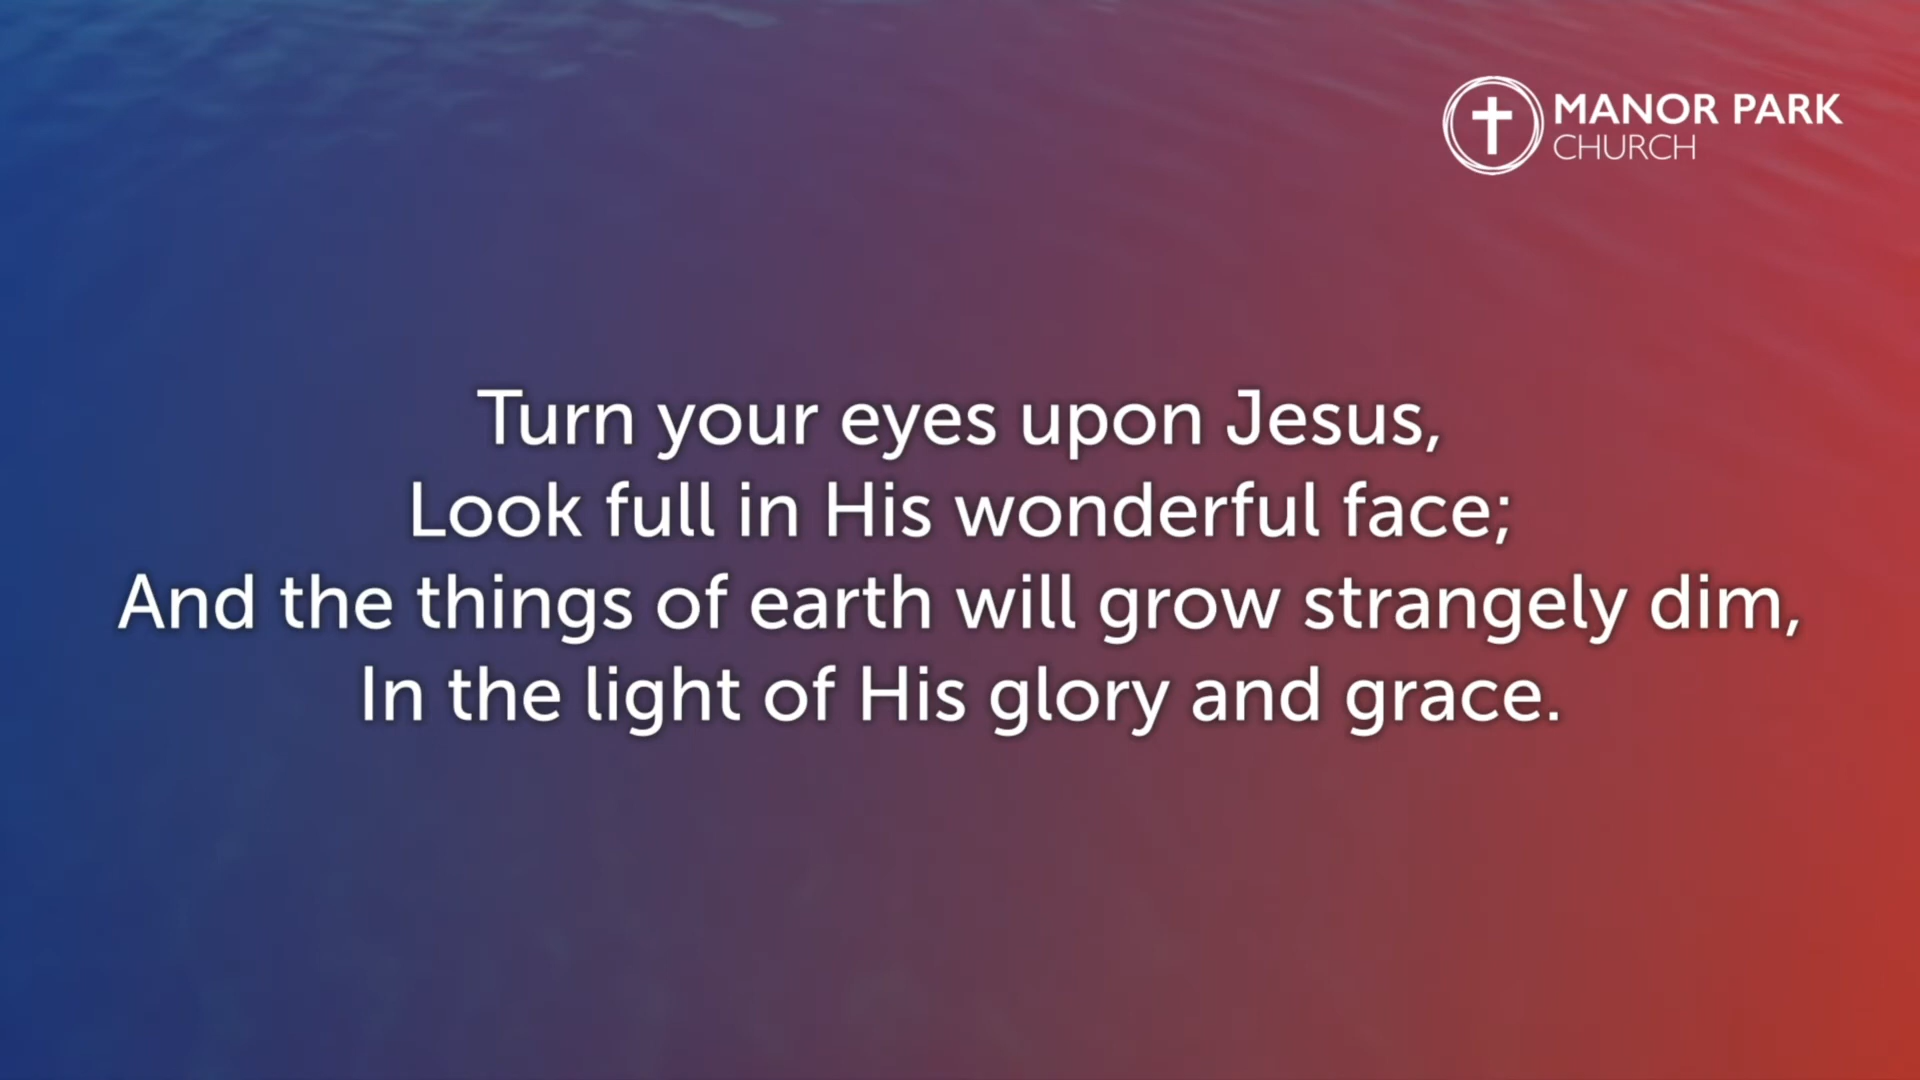 MANOR PARK
CHURCH
Turn your eyes upon Jesus,
Look full in His wonderful face;
And the things of earth will grow strangely dim,
In the light of His glory and grace.